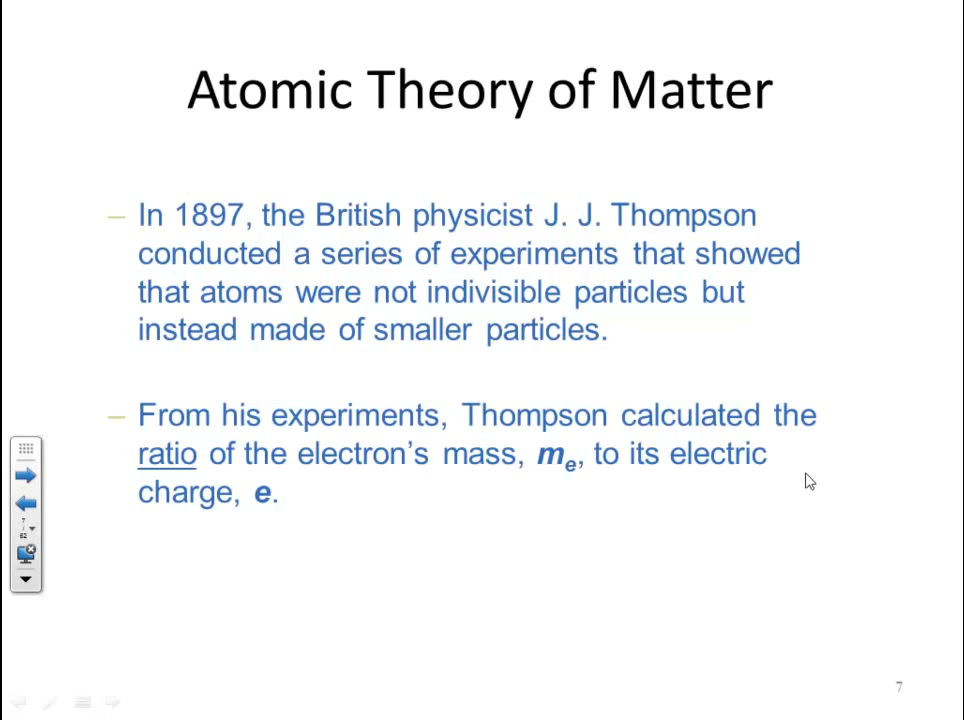 Atomic Theory of Matter
– In 1897, the British physicist J. J. Thompson
conducted a series of experiments that showed
that atoms were not indivisible particles but
instead made of smaller particles.
– From his experiments, Thompson calculated the
ratio of the electron’s mass, me, to its electric
charge, e.
7
/
62
7